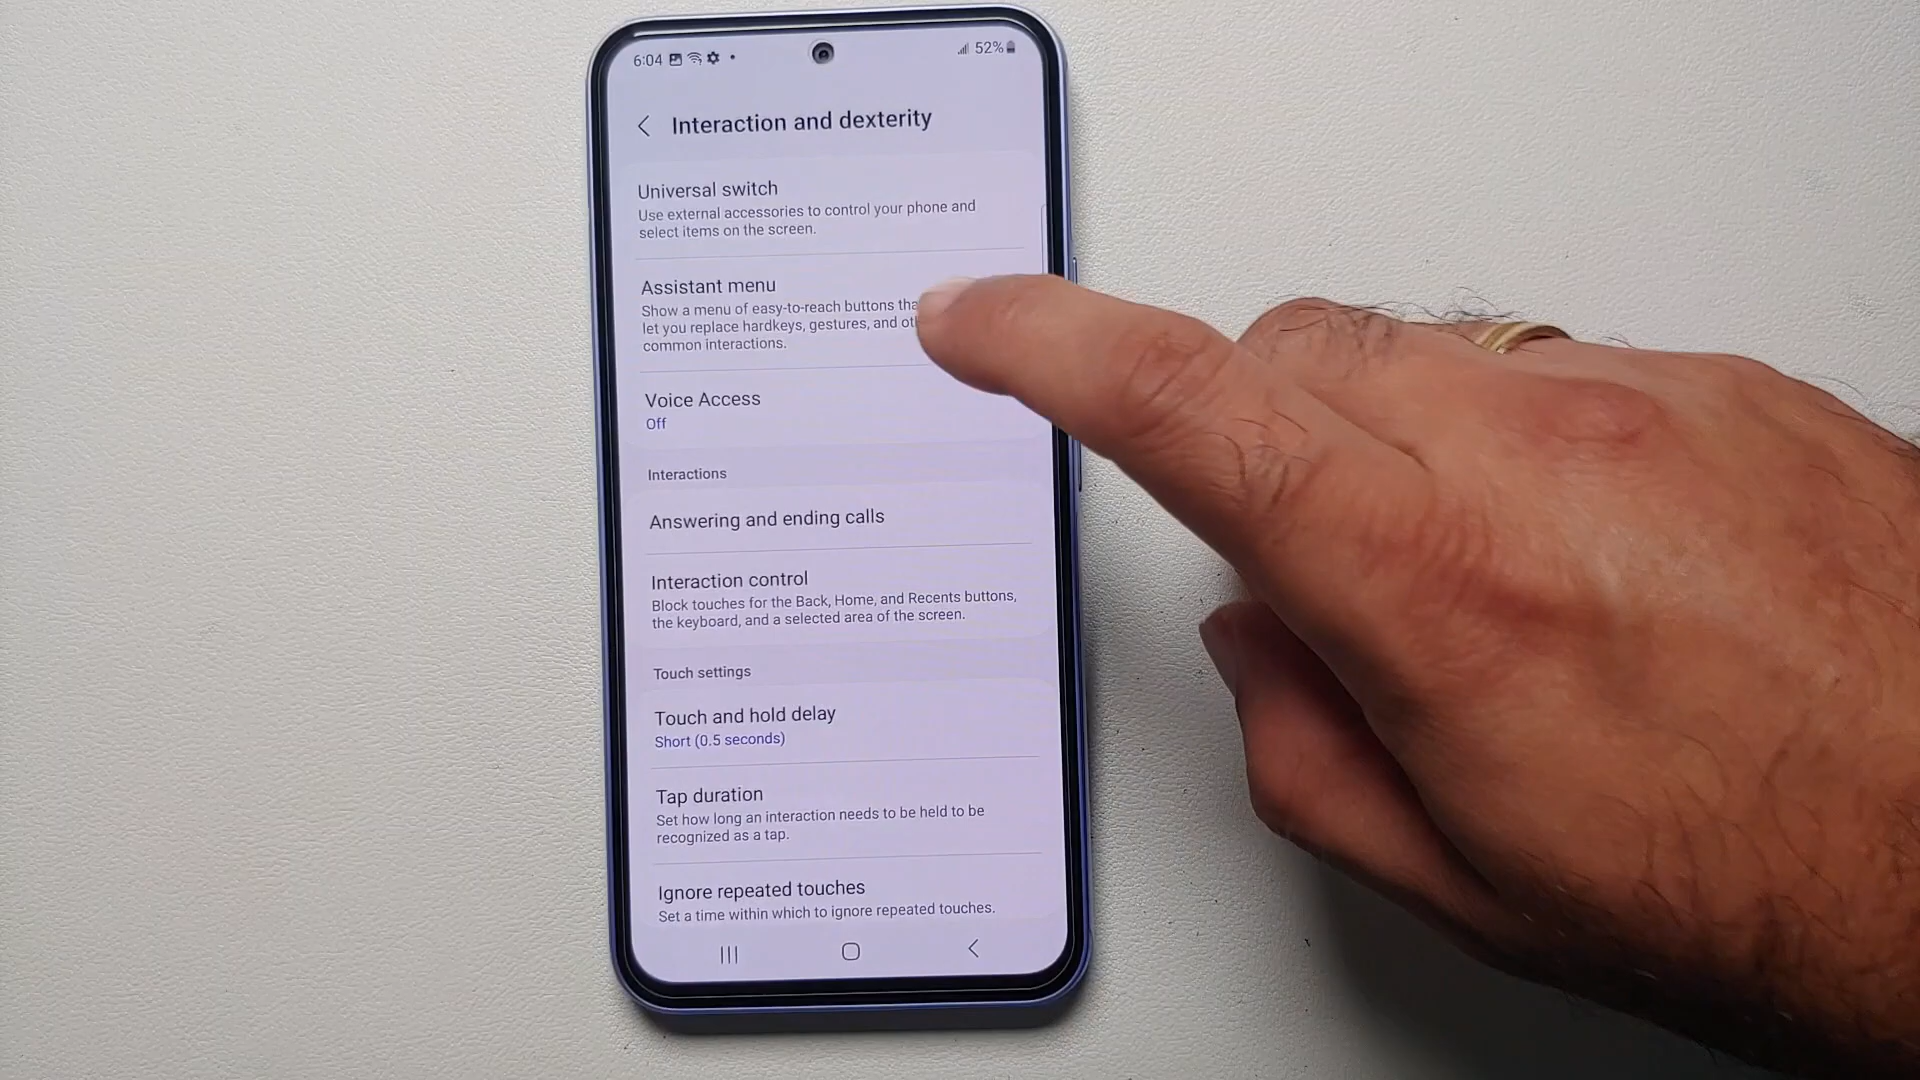 6:04
52%
Interaction and dexterity
Universal switch
Use external accessories to control your phone and
select items on the screen.
Assistant menu
Show a menu of easy-to-reach buttons
let you replace hardkeys, gestures, and
common interactions.
Voice Access
Off
Interactions
Answering and ending calls
Interaction control
Block touches for the Back, Home, and Recents buttons,
the keyboard, and a selected area of the screen.
Touch settings
Touch and hold delay
Short (0.5 seconds)
Tap duration
Set how long an interaction needs to be held to be
recognized as a tap.
Ignore repeated touches
Set a time within which to ignore repeated touches.